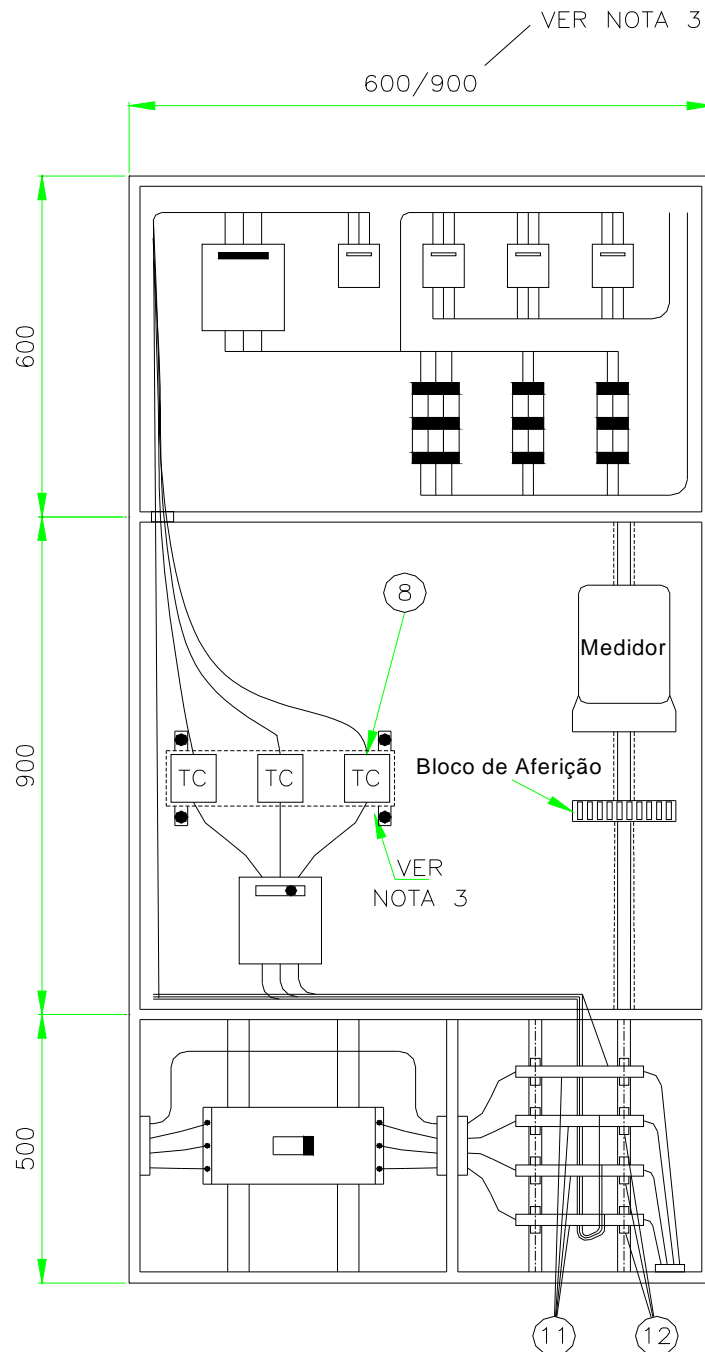 VER NOTA 3
600/900
600
8
Medidor
900
TC
TC
TC
Bloco de Aferição
VER
NOTA 3
500
11
12